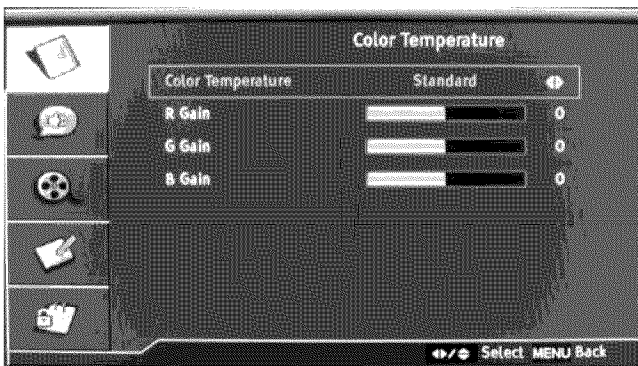 Color Temperature
Color Temperature Standard
R Gain 0
G Gain 0
B Gain 0
Select MENU Back